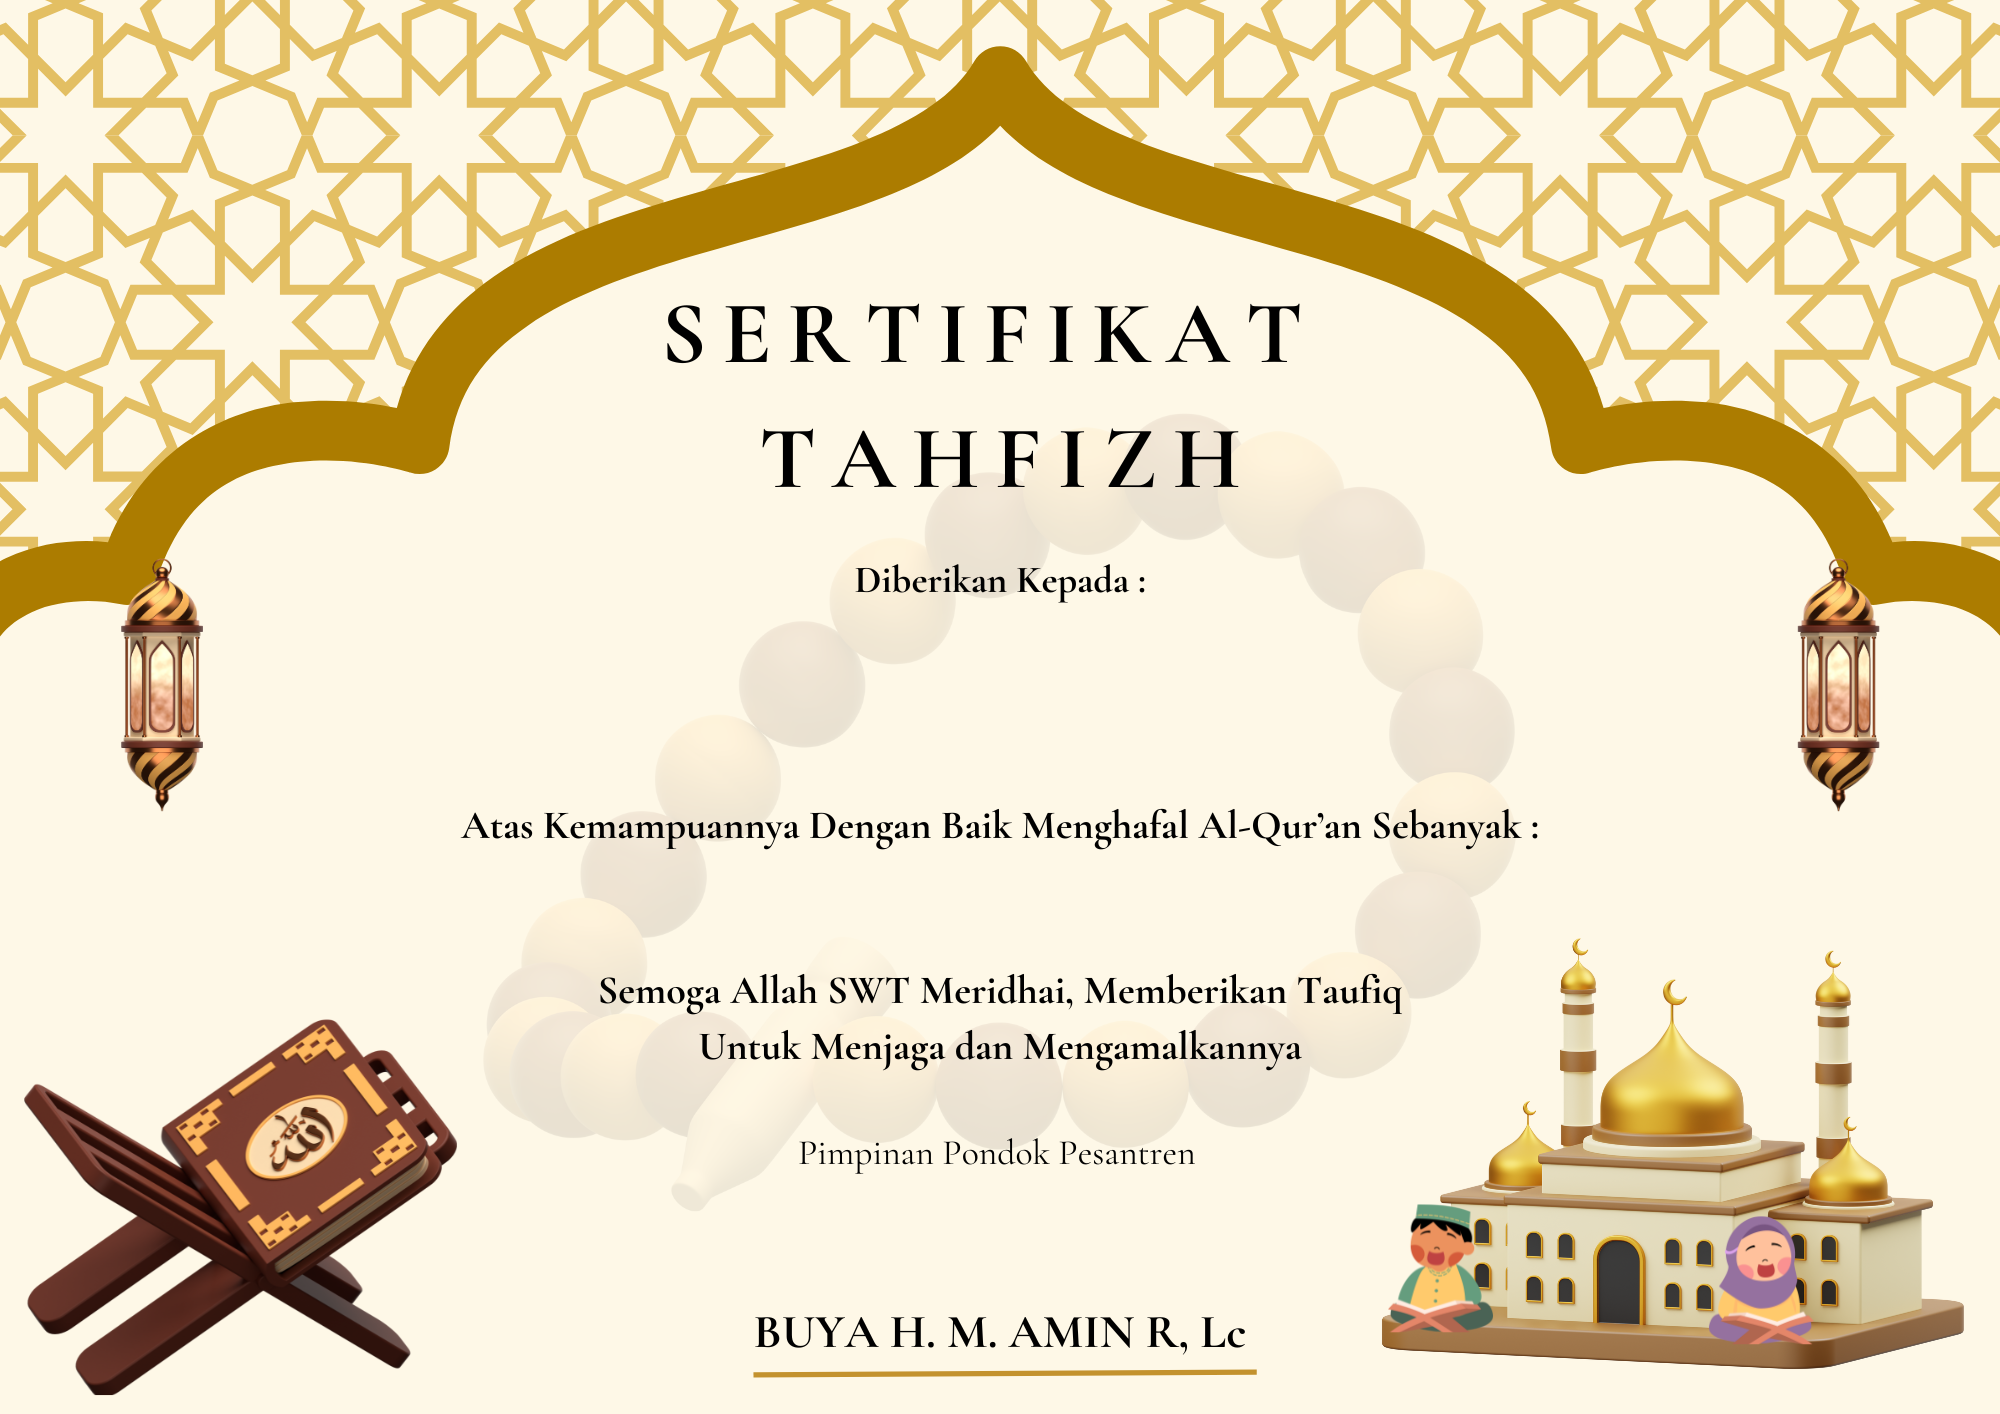 SERTIFIKAT
TAHFIZH
Diberikan Kepada :
Atas Kemampuannya Dengan Baik Menghafal Al-Qur’an Sebanyak :
Semoga Allah SWT Meridhai, Memberikan Taufiq
Untuk Menjaga dan Mengamalkannya
الله
Pimpinan Pondok Pesantren
BUYA H. M. AMIN R, Lc